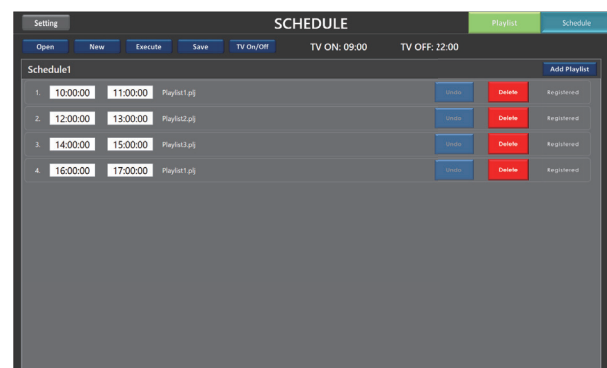 Setting SCHEDULE Playlist Schedule
Open New Execute Save TV On/Off TV ON: 09:00 TV OFF: 22:00
Schedule1 Add Playlist
1. 10:00:00 11:00:00 Playlist1.plj Undo Delete Registered
2. 12:00:00 13:00:00 Playlist2.plj Undo Delete Registered
3. 14:00:00 15:00:00 Playlist3.plj Undo Delete Registered
4. 16:00:00 17:00:00 Playlist1.plj Undo Delete Registered